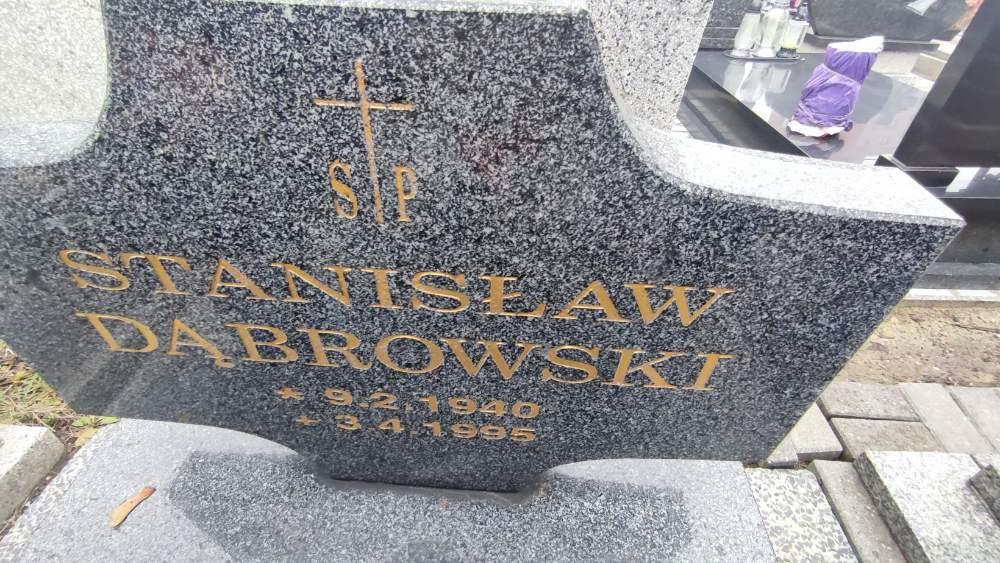 S P
STANISŁAW
DĄBROWSKI
* 9.2.1940
+ 3.4.1995